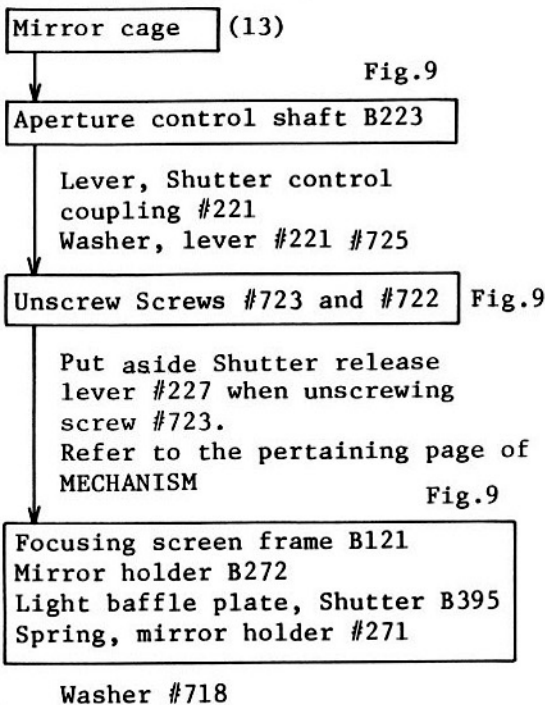 Mirror cage (13)
Fig.9
Aperture control shaft B223
Lever, Shutter control
coupling #221
Washer, lever #221 #725
Unscrew Screws #723 and #722 Fig.9
Put aside Shutter release
lever #227 when unscrewing
screw #723.
Refer to the pertaining page of
MECHANISM
Fig.9
Focusing screen frame B121
Mirror holder B272
Light baffle plate, Shutter B395
Spring, mirror holder #271
Washer #718